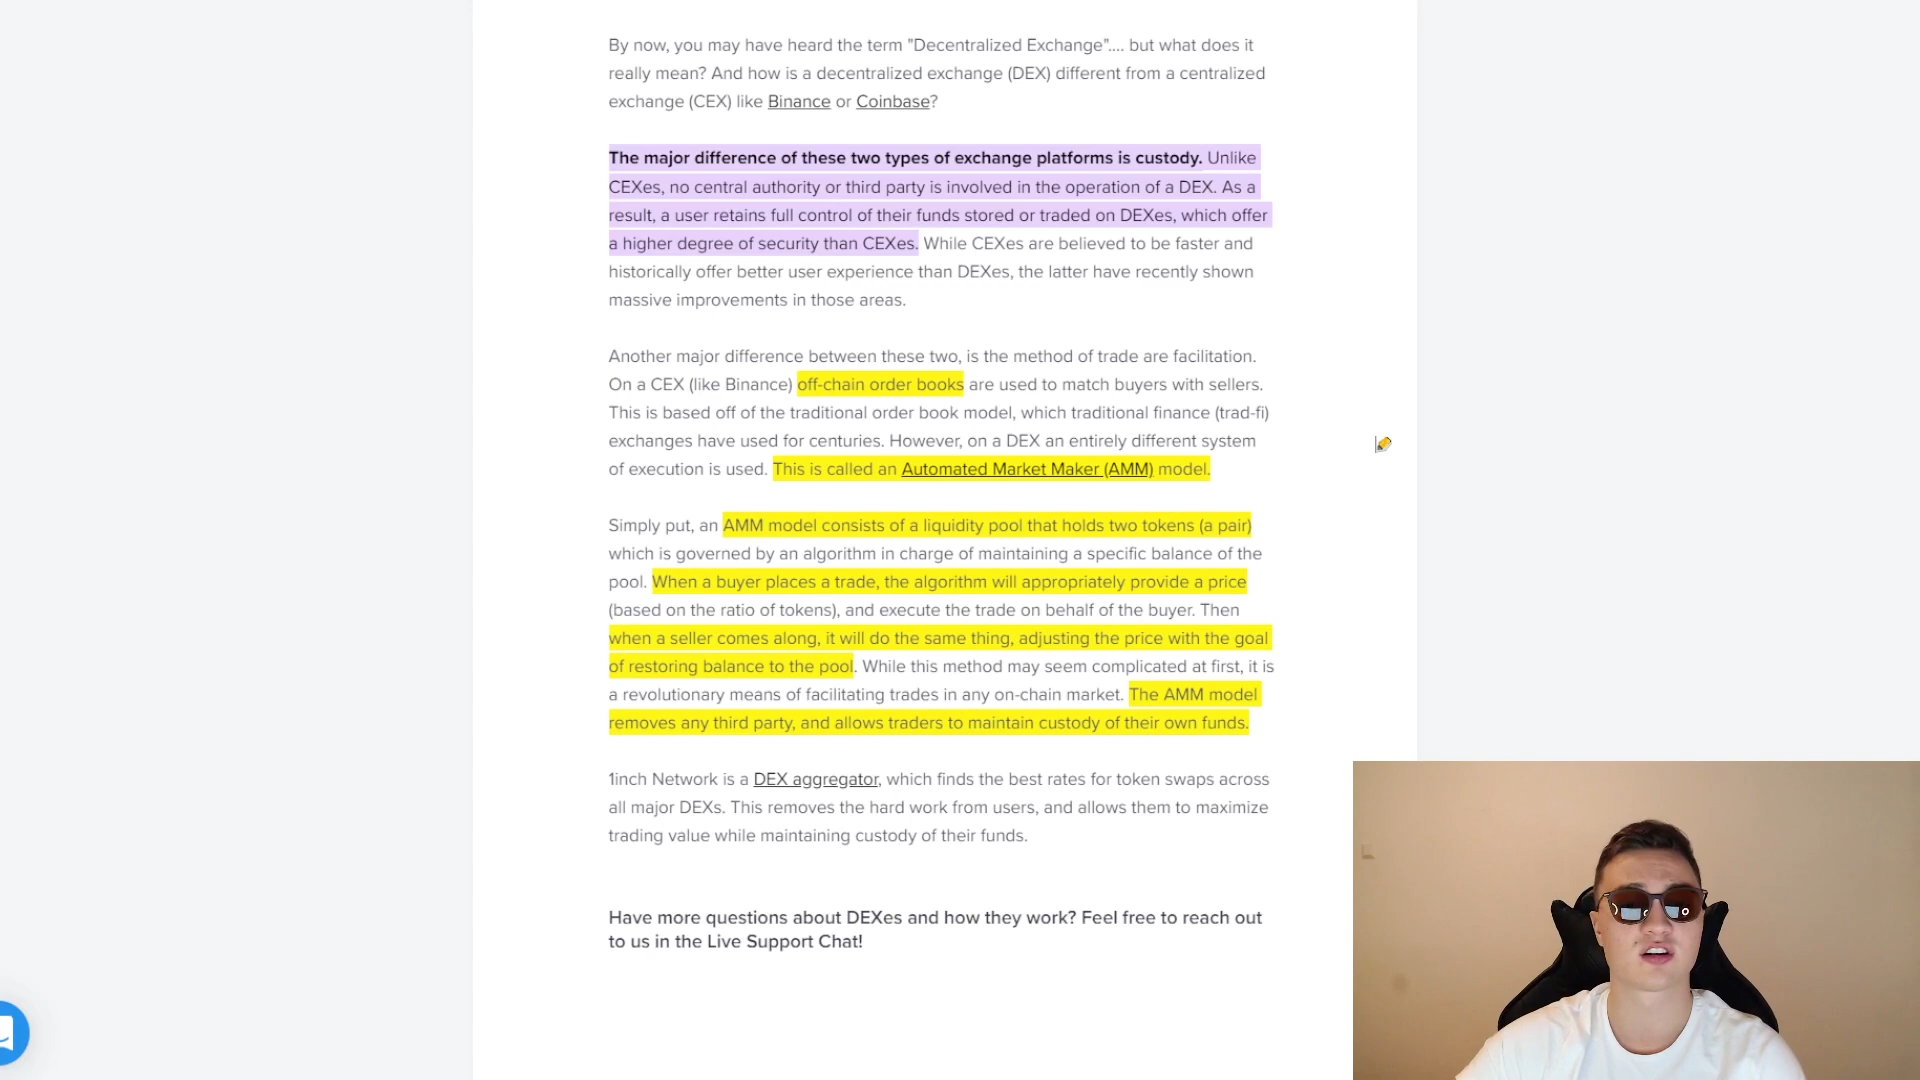 By now, you may have heard the term "Decentralized Exchange".... but what does it
really mean? And how is a decentralized exchange (DEX) different from a centralized
exchange (CEX) like Binance or Coinbase?
The major difference of these two types of exchange platforms is custody. Unlike
CEXes, no central authority or third party is involved in the operation of a DEX. As a
result, a user retains full control of their funds stored or traded on DEXes, which offer
a higher degree of security than CEXes. While CEXes are believed to be faster and
historically offer better user experience than DEXes, the latter have recently shown
massive improvements in those areas.
Another major difference between these two, is the method of trade are facilitation.
On a CEX (like Binance) off-chain order books are used to match buyers with sellers.
This is based off of the traditional order book model, which traditional finance (trad-fi)
exchanges have used for centuries. However, on a DEX an entirely different system
of execution is used. This is called an Automated Market Maker (AMM) model.
Simply put, an AMM model consists of a liquidity pool that holds two tokens (a pair)
which is governed by an algorithm in charge of maintaining a specific balance of the
pool. When a buyer places a trade, the algorithm will appropriately provide a price
(based on the ratio of tokens), and execute the trade on behalf of the buyer. Then
when a seller comes along, it will do the same thing, adjusting the price with the goal
of restoring balance to the pool. While this method may seem complicated at first, it is
a revolutionary means of facilitating trades in any on-chain market. The AMM model
removes any third party, and allows traders to maintain custody of their own funds.
1inch Network is a DEX aggregator, which finds the best rates for token swaps across
all major DEXs. This removes the hard work from users, and allows them to maximize
trading value while maintaining custody of their funds.
Have more questions about DEXes and how they work? Feel free to reach out
to us in the Live Support Chat!